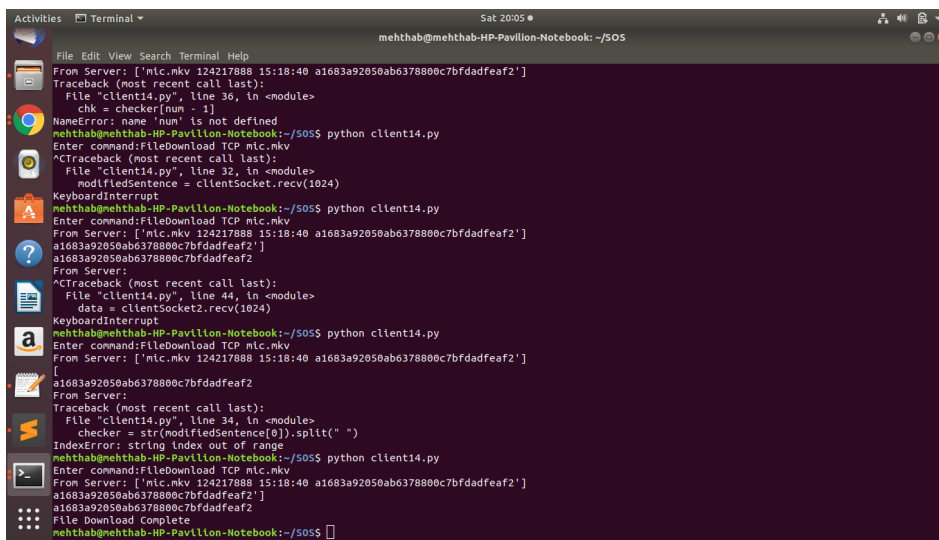 Activities Terminal Sat 20:05
mehthab@mehthab-HP-Pavilion-Notebook: ~/SOS
File Edit View Search Terminal Help
From Server: ['mic.mkv 124217888 15:18:40 a1683a92050ab6378800c7bfdadfeaf2']
Traceback (most recent call last):
  File "client14.py", line 36, in <module>
    chk = checker[num - 1]
NameError: name 'num' is not defined
mehthab@mehthab-HP-Pavilion-Notebook:~/SOS$ python client14.py
Enter command:FileDownload TCP mic.mkv
^CTraceback (most recent call last):
  File "client14.py", line 32, in <module>
    modifiedSentence = clientSocket.recv(1024)
KeyboardInterrupt
mehthab@mehthab-HP-Pavilion-Notebook:~/SOS$ python client14.py
Enter command:FileDownload TCP mic.mkv
From Server: ['mic.mkv 124217888 15:18:40 a1683a92050ab6378800c7bfdadfeaf2']
a1683a92050ab6378800c7bfdadfeaf2']
a1683a92050ab6378800c7bfdadfeaf2
From Server:
^CTraceback (most recent call last):
  File "client14.py", line 44, in <module>
    data = clientSocket2.recv(1024)
KeyboardInterrupt
mehthab@mehthab-HP-Pavilion-Notebook:~/SOS$ python client14.py
Enter command:FileDownload TCP mic.mkv
From Server: ['mic.mkv 124217888 15:18:40 a1683a92050ab6378800c7bfdadfeaf2']
[
a1683a92050ab6378800c7bfdadfeaf2
From Server:
Traceback (most recent call last):
  File "client14.py", line 34, in <module>
    checker = str(modifiedSentence[0]).split(" ")
IndexError: string index out of range
mehthab@mehthab-HP-Pavilion-Notebook:~/SOS$ python client14.py
Enter command:FileDownload TCP mic.mkv
From Server: ['mic.mkv 124217888 15:18:40 a1683a92050ab6378800c7bfdadfeaf2']
a1683a92050ab6378800c7bfdadfeaf2']
a1683a92050ab6378800c7bfdadfeaf2
File Download Complete
mehthab@mehthab-HP-Pavilion-Notebook:~/SOS$